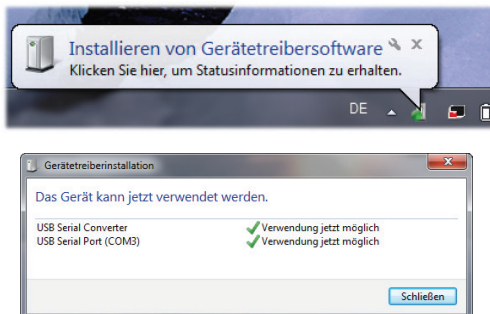 Installieren von Gerätetreibersoftware
Klicken Sie hier, um Statusinformationen zu erhalten.
DE
Gerätetreiberinstallation
Das Gerät kann jetzt verwendet werden.
USB Serial Converter Verwendung jetzt möglich
USB Serial Port (COM3) Verwendung jetzt möglich
Schließen